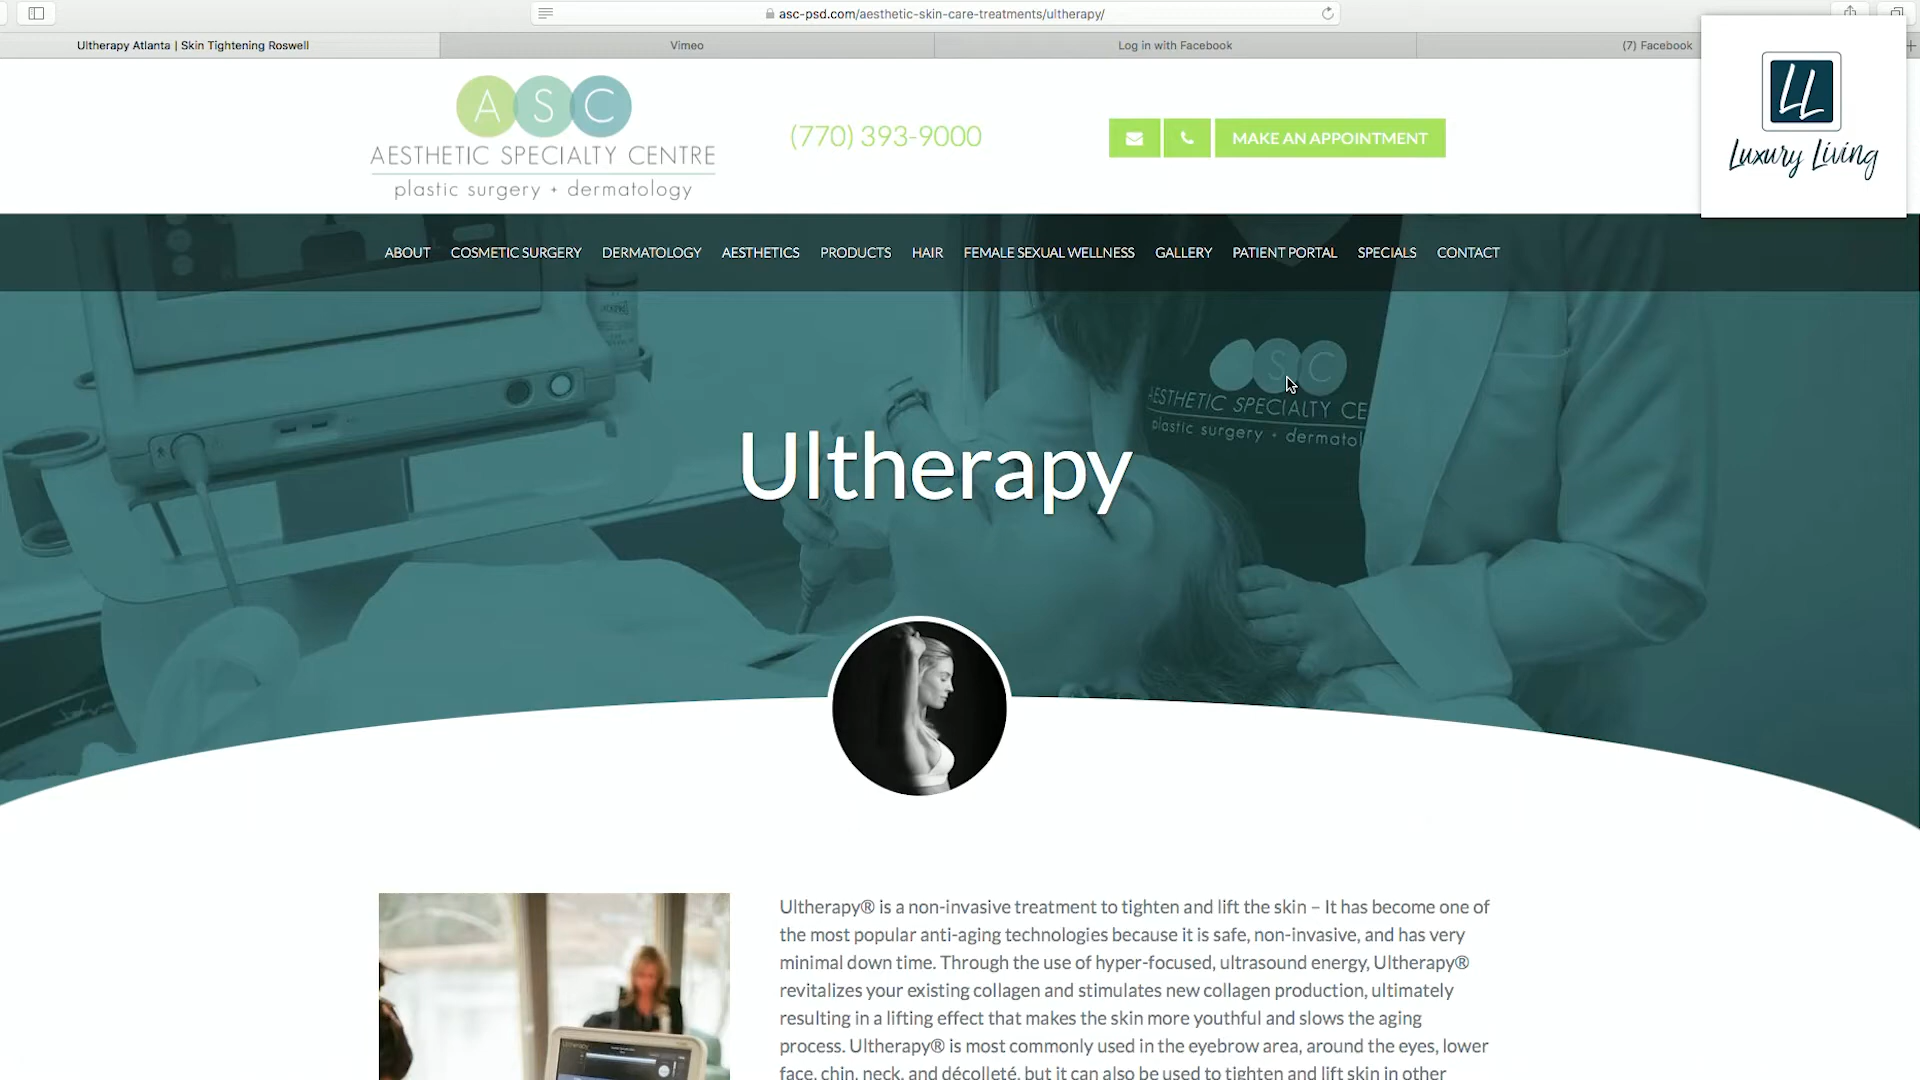 asc-psd.com/aesthetic-skin-care-treatments/ultherapy/
Ultherapy Atlanta | Skin Tightening Roswell
Vimeo
Log in with Facebook
(7) Facebook
LL
Luxury Living
A S C
AESTHETIC SPECIALTY CENTRE
plastic surgery + dermatology
(770) 393-9000
MAKE AN APPOINTMENT
ABOUT COSMETIC SURGERY DERMATOLOGY AESTHETICS PRODUCTS HAIR FEMALE SEXUAL WELLNESS GALLERY PATIENT PORTAL SPECIALS CONTACT
S C
AESTHETIC SPECIALTY CE
plastic surgery + dermatol
Ultherapy
Ultherapy® is a non-invasive treatment to tighten and lift the skin – It has become one of
the most popular anti-aging technologies because it is safe, non-invasive, and has very
minimal down time. Through the use of hyper-focused, ultrasound energy, Ultherapy®
revitalizes your existing collagen and stimulates new collagen production, ultimately
resulting in a lifting effect that makes the skin more youthful and slows the aging
process. Ultherapy® is most commonly used in the eyebrow area, around the eyes, lower
face, chin, neck, and décolleté, but it can also be used to tighten and lift skin in other
Ultherapy